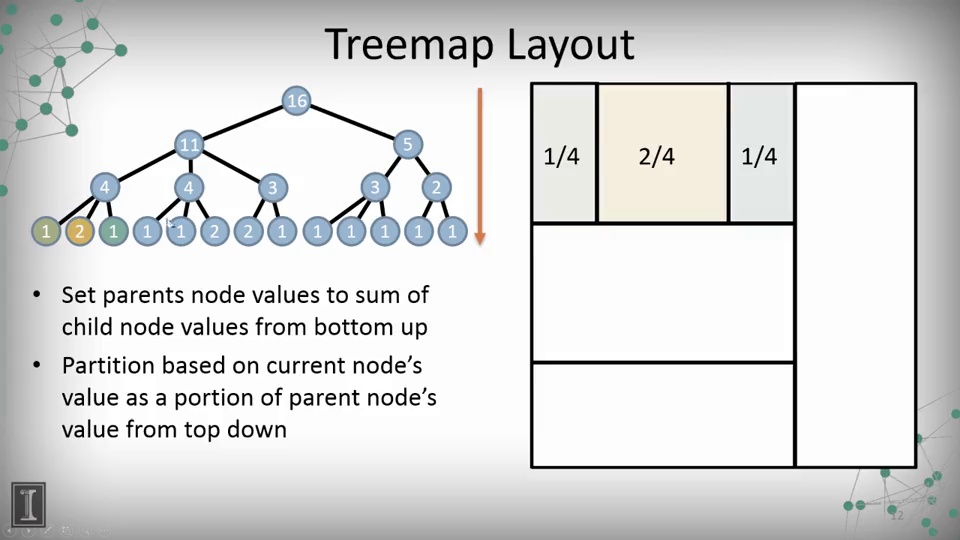 Treemap Layout
16
11 5
4 4 3 3 2
1 2 1 1 1 2 2 1 1 1 1 1 1
• Set parents node values to sum of
child node values from bottom up
• Partition based on current node's
value as a portion of parent node's
value from top down
1/4 2/4 1/4
I
12